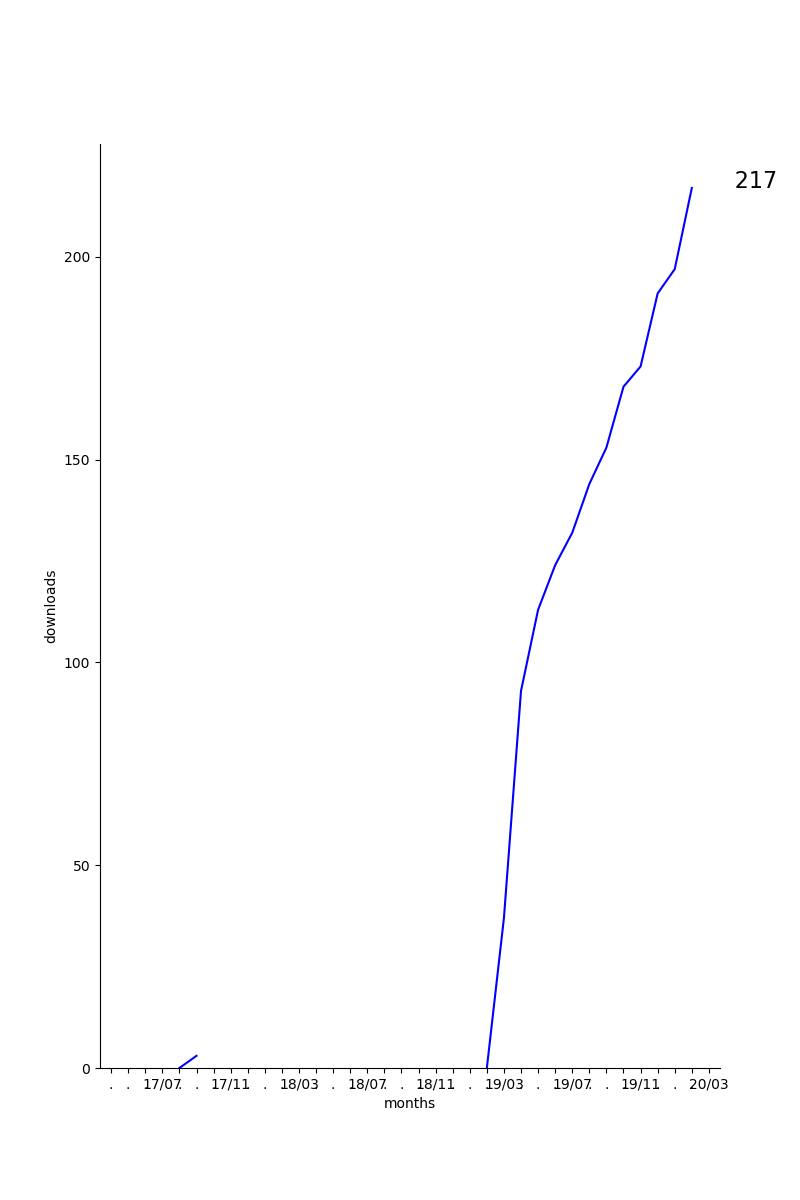 217
200
150
100
50
0
downloads
. . 17/07 . . 17/11 . 18/03 . 18/07 . . 18/11 . . 19/03 . 19/07 . . 19/11 . . 20/03
months